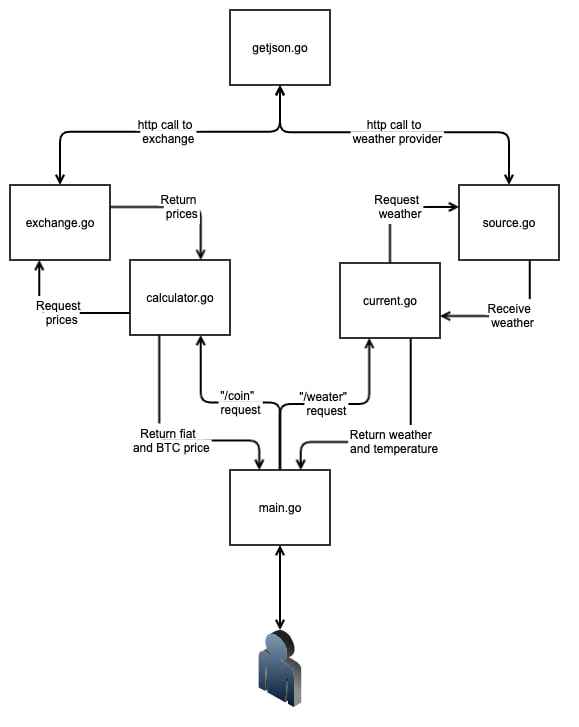 getjson.go
http call to
exchange
http call to
weather provider
Return
prices
Request
weather
exchange.go
source.go
Request
prices
calculator.go
current.go
Receive
weather
"/coin"
request
"/weater"
request
Return fiat
and BTC price
Return weather
and temperature
main.go